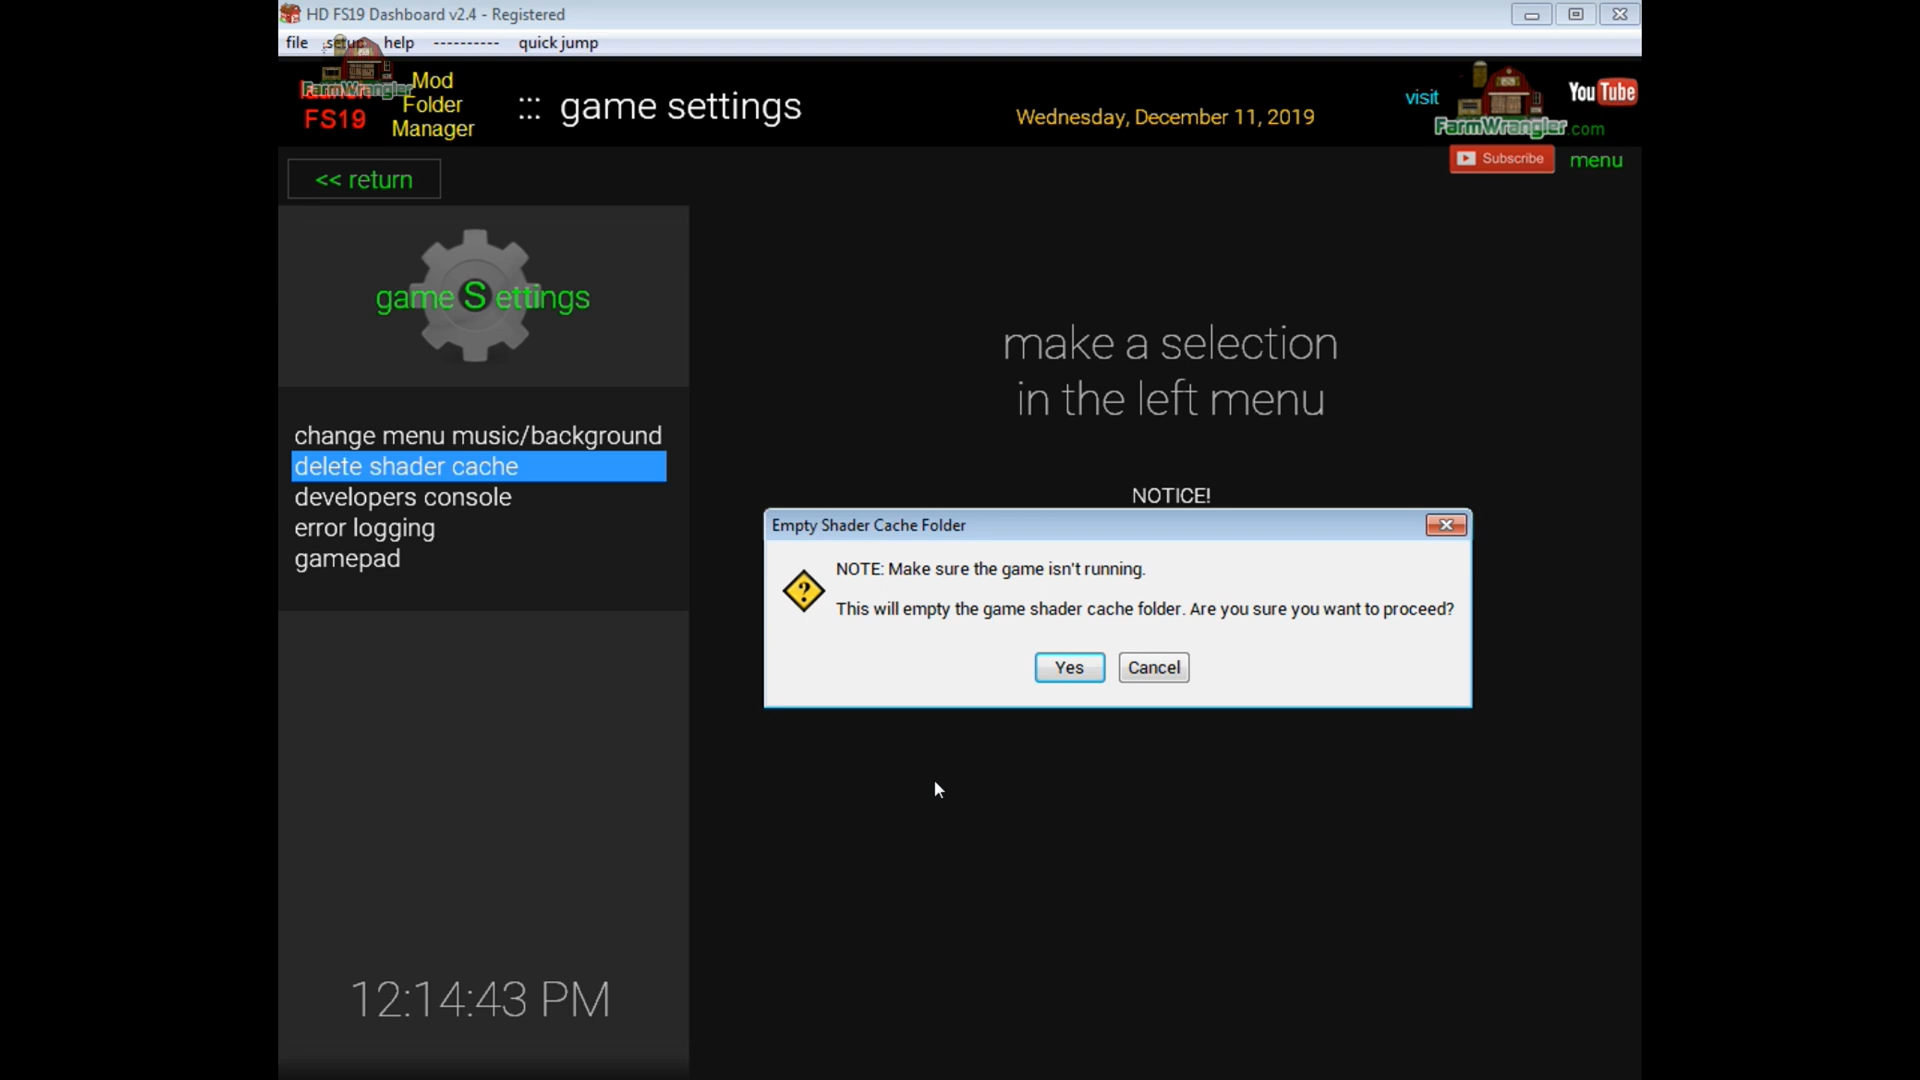 HD FS19 Dashboard v2.4 - Registered
file setup help ---------- quick jump
FarmWrangler
FS19
Mod
Folder
Manager
::: game settings
Wednesday, December 11, 2019
visit
FarmWrangler.com
YouTube
Subscribe
menu
<< return
game Settings
make a selection
in the left menu
change menu music/background
delete shader cache
developers console
error logging
gamepad
NOTICE!
Empty Shader Cache Folder
NOTE: Make sure the game isn't running.
This will empty the game shader cache folder. Are you sure you want to proceed?
Yes Cancel
12:14:43 PM